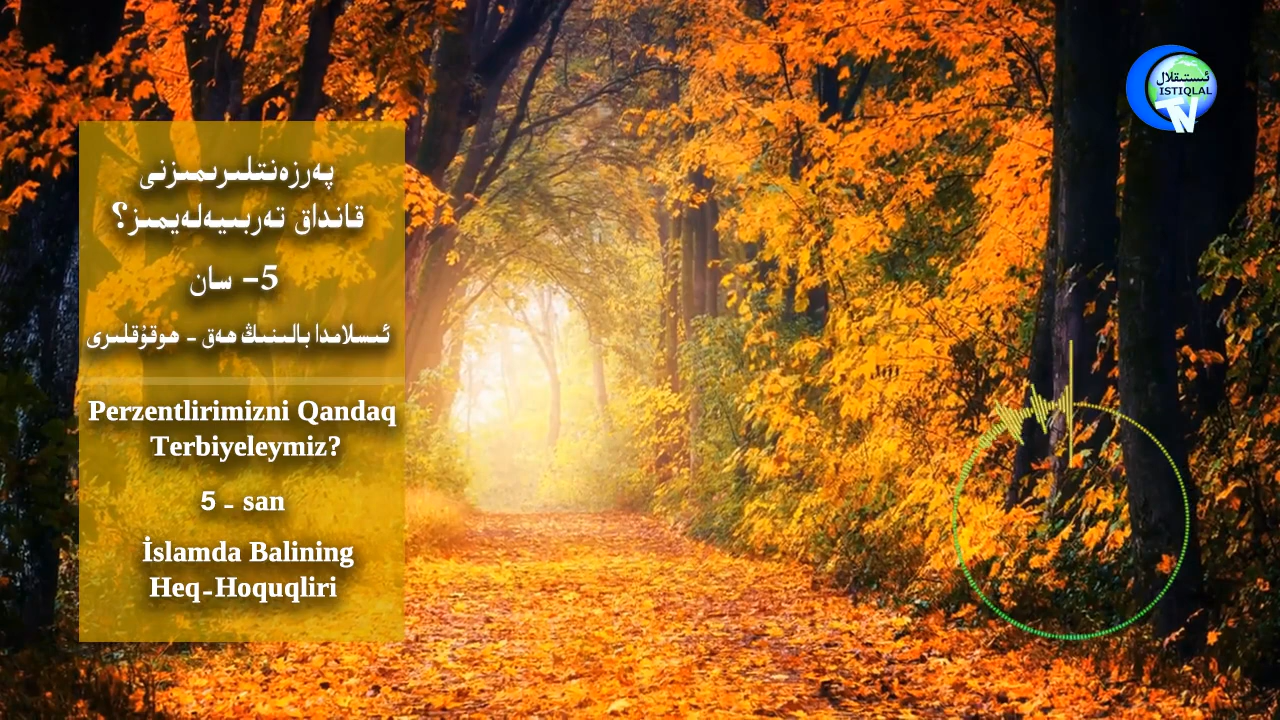 پەرزەنتلىرىمىزنى
قانداق تەربىيەلەيمىز؟
5- سان
ئىسلامدا بالىنىڭ ھەق - ھوقۇقلىرى
Perzentlirimizni Qandaq
Terbiyeleymiz?
5 - san
İslamda Balining
Heq-Hoquqliri
ئىستىقلال
ISTIQLAL
TV